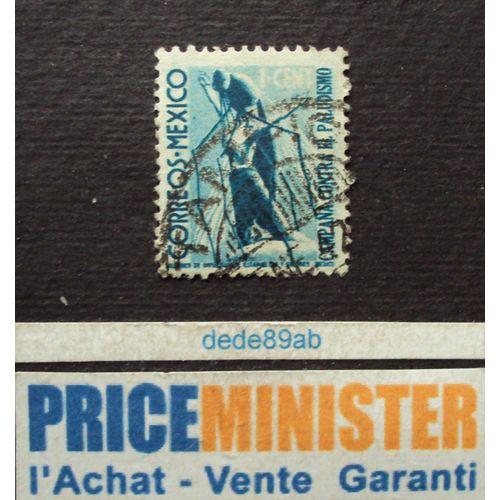 CORREOS·MEXICO
1·CENT
CAMPAÑA CONTRA EL PALUDISMO
dede89ab
PRICEMINISTER
l'Achat - Vente Garanti